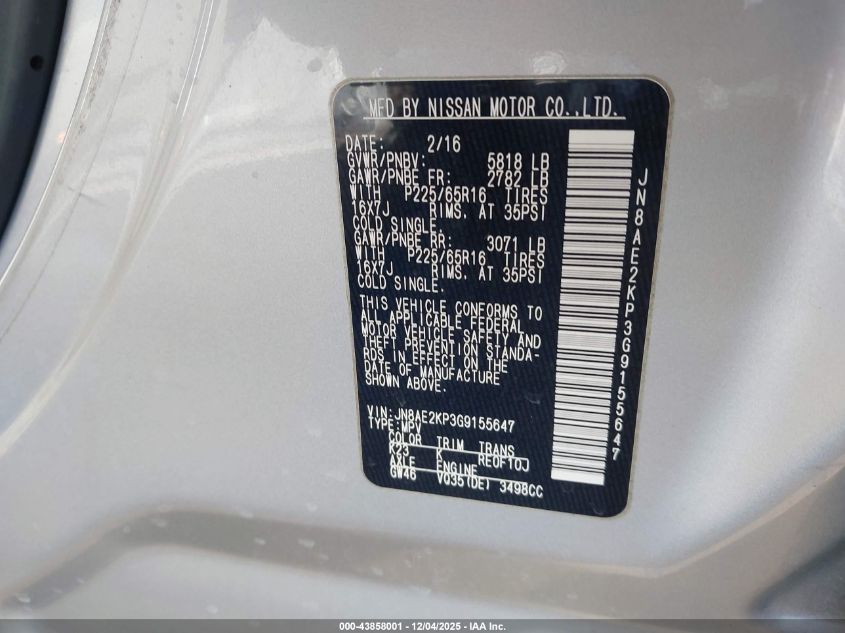 MFD BY NISSAN MOTOR CO.,LTD.
DATE: 2/16
GVWR/PNBV: 5818 LB
GAWR/PNBE FR: 2782 LB
WITH P225/65R16 TIRES
16X7J RIMS, AT 35PSI
COLD SINGLE.
GAWR/PNBE RR: 3071 LB
WITH P225/65R16 TIRES
16X7J RIMS, AT 35PSI
COLD SINGLE.
THIS VEHICLE CONFORMS TO
ALL APPLICABLE FEDERAL
MOTOR VEHICLE SAFETY AND
THEFT PREVENTION STANDA-
RDS IN EFFECT ON THE
DATE OF MANUFACTURE
SHOWN ABOVE.
VIN:JN8AE2KP3G9155647
TYPE:MPV
COLOR TRIM TRANS
K23 K RE0F10J
AXLE ENGINE
GW46 VQ35(DE) 3498CC
JN8AE2KP3G9155647
000-43858001 - 12/04/2025 - IAA Inc.